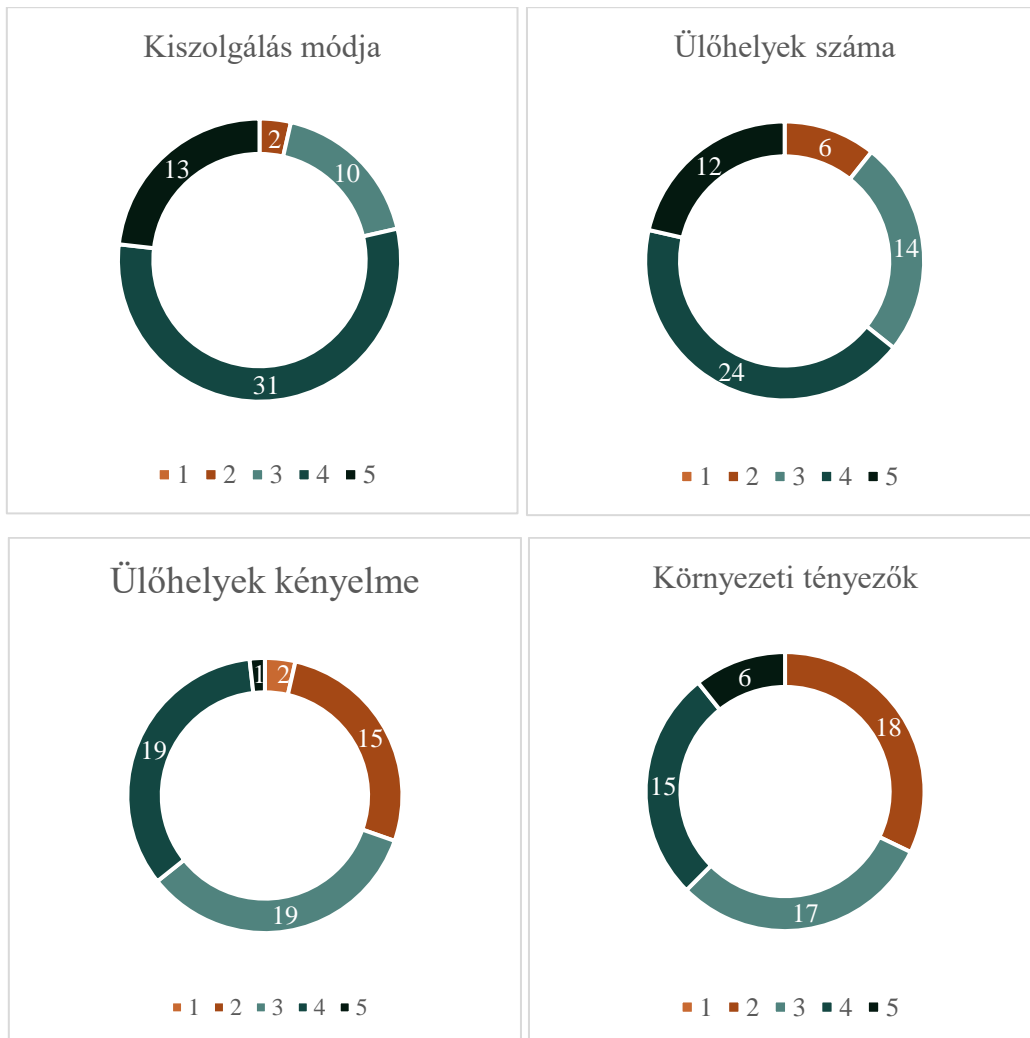 Kiszolgálás módja
2
10
31
13
1 2 3 4 5
Ülőhelyek száma
6
14
24
12
1 2 3 4 5
Ülőhelyek kényelme
2
15
19
19
1
1 2 3 4 5
Környezeti tényezők
18
17
15
6
1 2 3 4 5